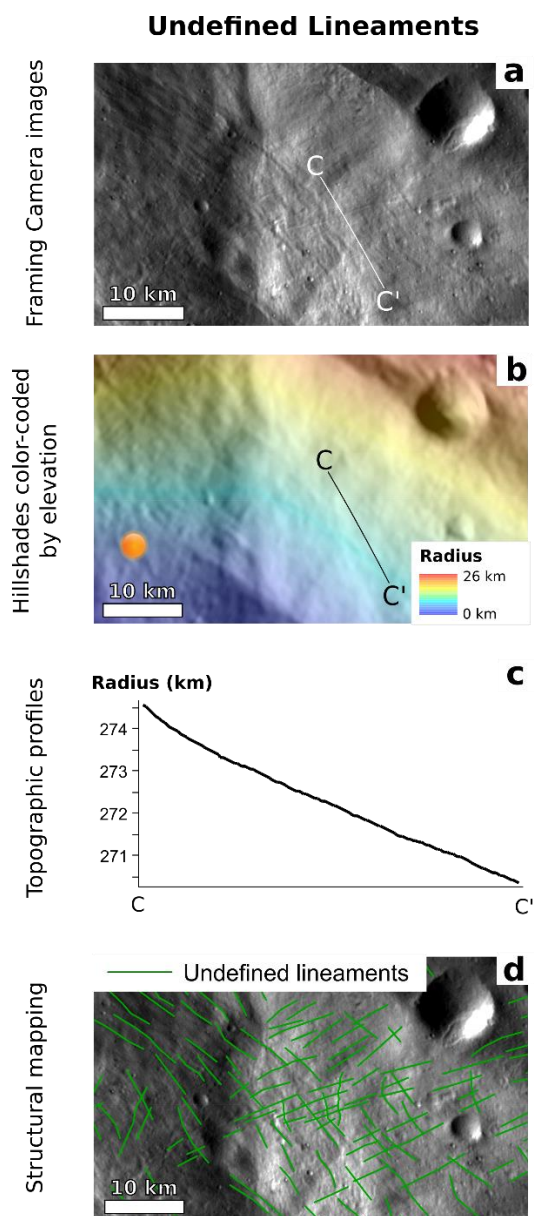 Undefined Lineaments
Framing Camera images
a
C
C'
10 km
Hillshades color-coded
by elevation
b
C
C'
10 km
Radius
26 km
0 km
Topographic profiles
c
Radius (km)
274
273
272
271
C
C'
Structural mapping
d
Undefined lineaments
10 km